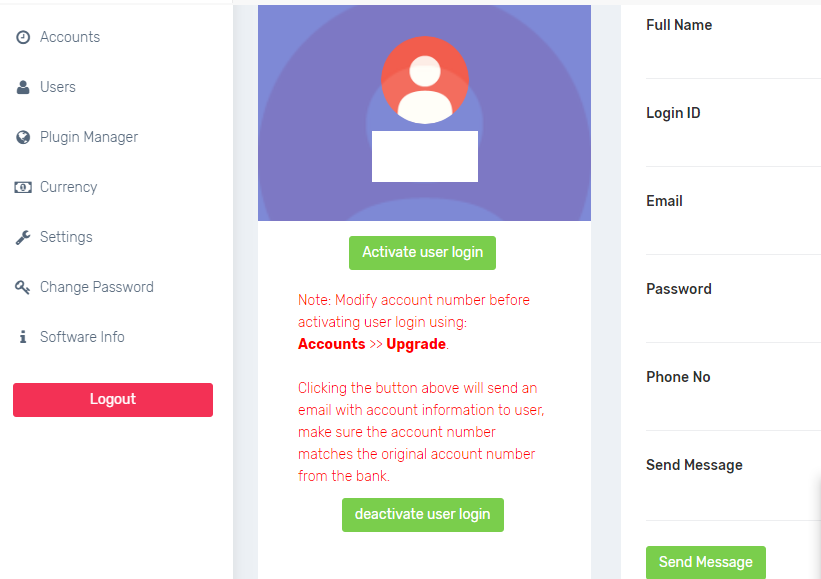 Accounts
Users
Plugin Manager
Currency
Settings
Change Password
Software Info
Logout
Activate user login
Note: Modify account number before
activating user login using:
Accounts >> Upgrade.
Clicking the button above will send an
email with account information to user,
make sure the account number
matches the original account number
from the bank.
deactivate user login
Full Name
Login ID
Email
Password
Phone No
Send Message
Send Message